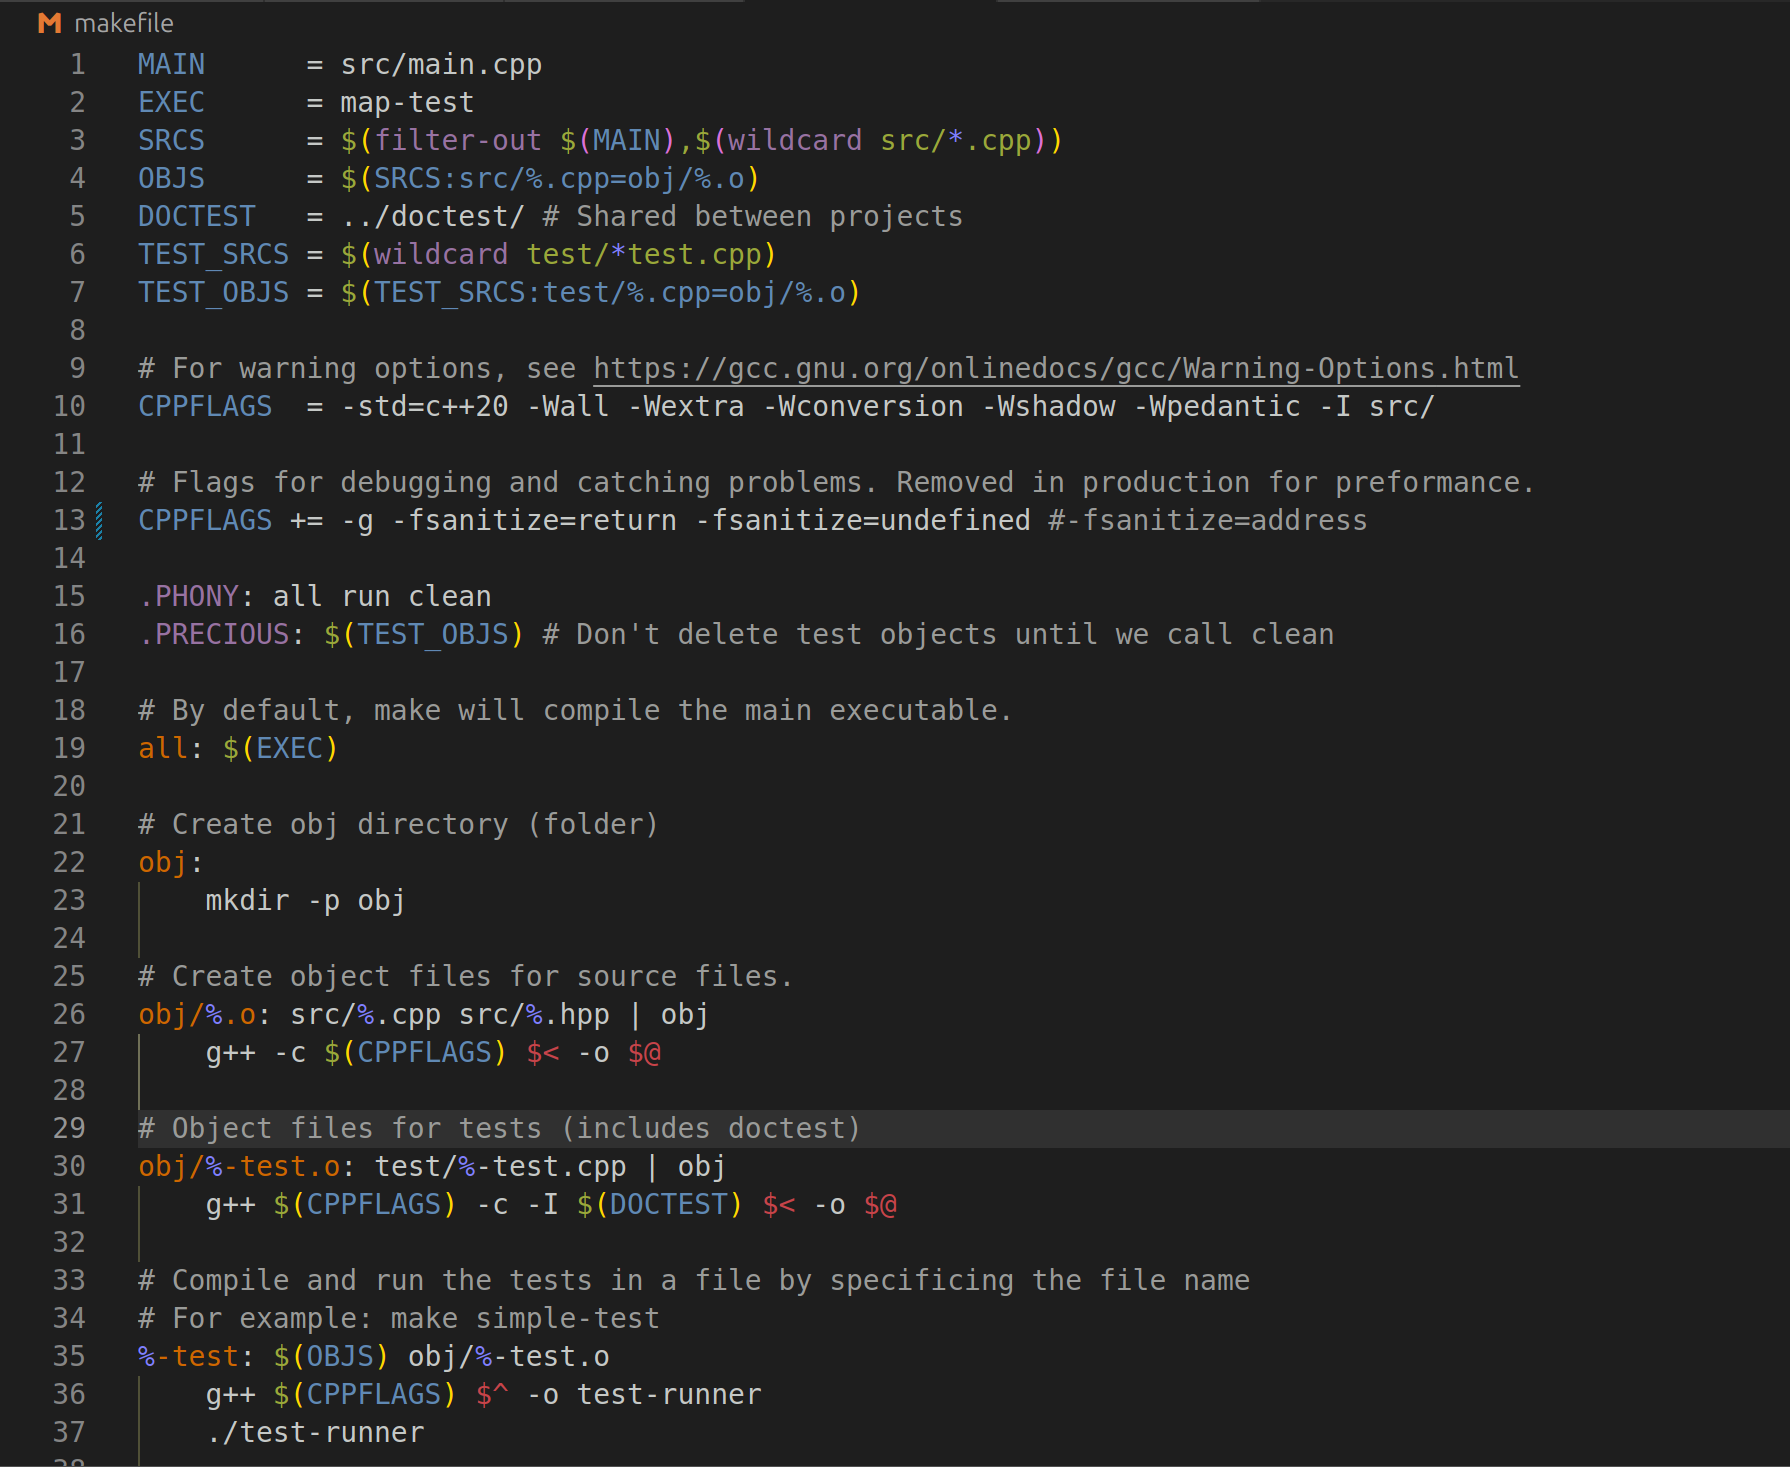 M makefile
1 MAIN      = src/main.cpp
2 EXEC      = map-test
3 SRCS      = $(filter-out $(MAIN),$(wildcard src/*.cpp))
4 OBJS      = $(SRCS:src/%.cpp=obj/%.o)
5 DOCTEST   = ../doctest/ # Shared between projects
6 TEST_SRCS = $(wildcard test/*test.cpp)
7 TEST_OBJS = $(TEST_SRCS:test/%.cpp=obj/%.o)
8
9 # For warning options, see https://gcc.gnu.org/onlinedocs/gcc/Warning-Options.html
10 CPPFLAGS  = -std=c++20 -Wall -Wextra -Wconversion -Wshadow -Wpedantic -I src/
11
12 # Flags for debugging and catching problems. Removed in production for preformance.
13 CPPFLAGS += -g -fsanitize=return -fsanitize=undefined #-fsanitize=address
14
15 .PHONY: all run clean
16 .PRECIOUS: $(TEST_OBJS) # Don't delete test objects until we call clean
17
18 # By default, make will compile the main executable.
19 all: $(EXEC)
20
21 # Create obj directory (folder)
22 obj:
23     mkdir -p obj
24
25 # Create object files for source files.
26 obj/%.o: src/%.cpp src/%.hpp | obj
27     g++ -c $(CPPFLAGS) $< -o $@
28
29 # Object files for tests (includes doctest)
30 obj/%-test.o: test/%-test.cpp | obj
31     g++ $(CPPFLAGS) -c -I $(DOCTEST) $< -o $@
32
33 # Compile and run the tests in a file by specificing the file name
34 # For example: make simple-test
35 %-test: $(OBJS) obj/%-test.o
36     g++ $(CPPFLAGS) $^ -o test-runner
37     ./test-runner
38